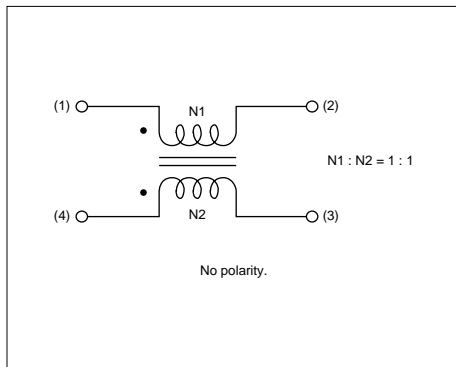 N1
(1) (2)
N1 : N2 = 1 : 1
(4) (3)
N2
No polarity.